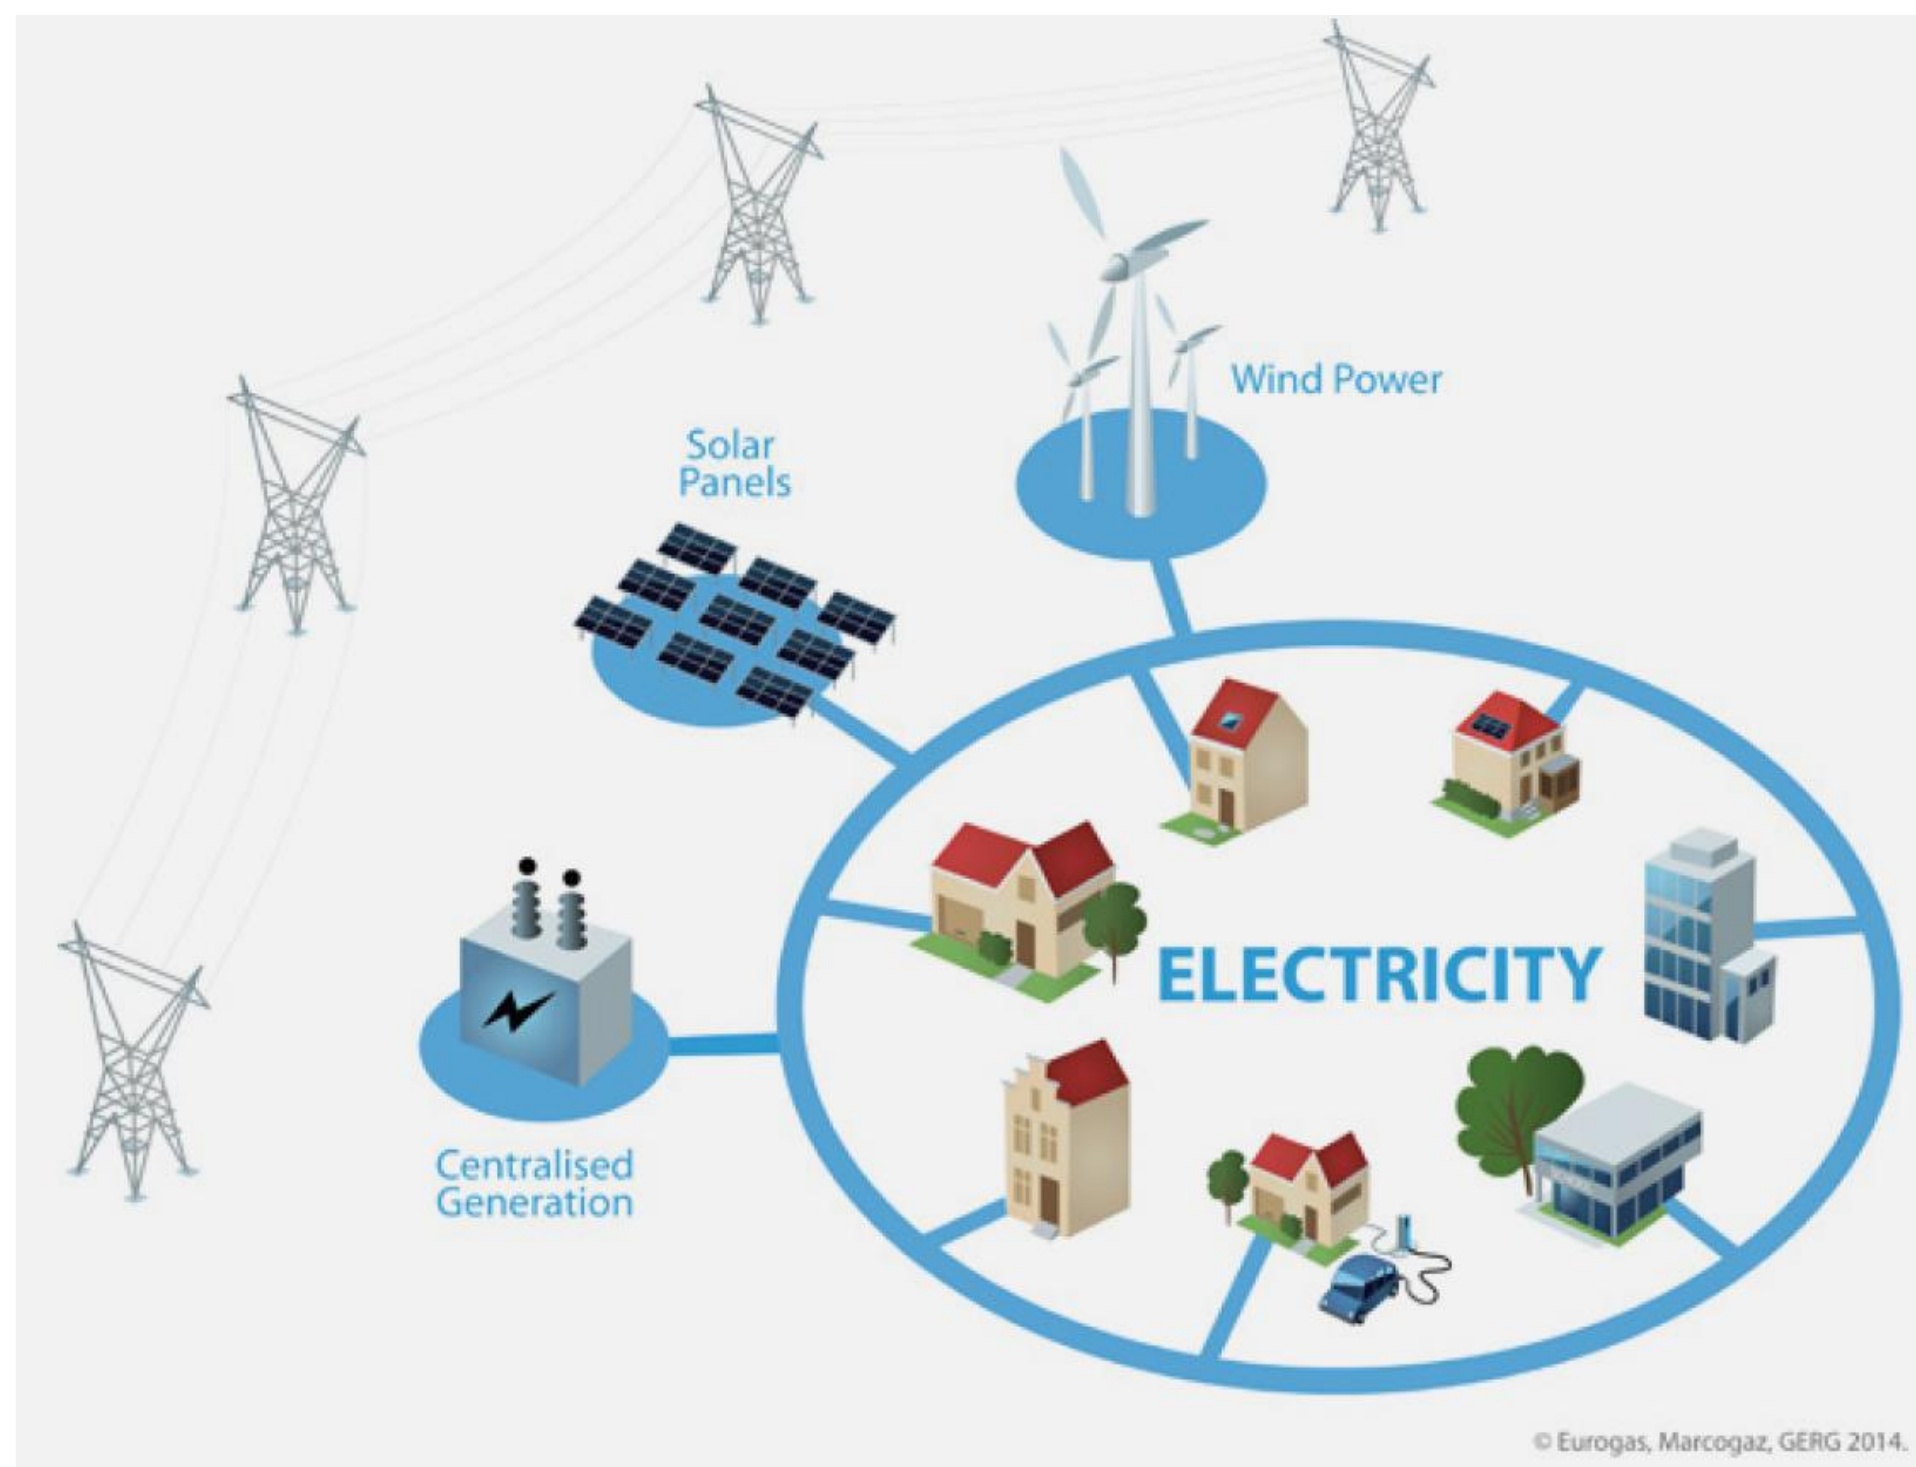 Wind Power
Solar
Panels
ELECTRICITY
Centralised
Generation
© Eurogas, Marcogaz, GERG 2014.